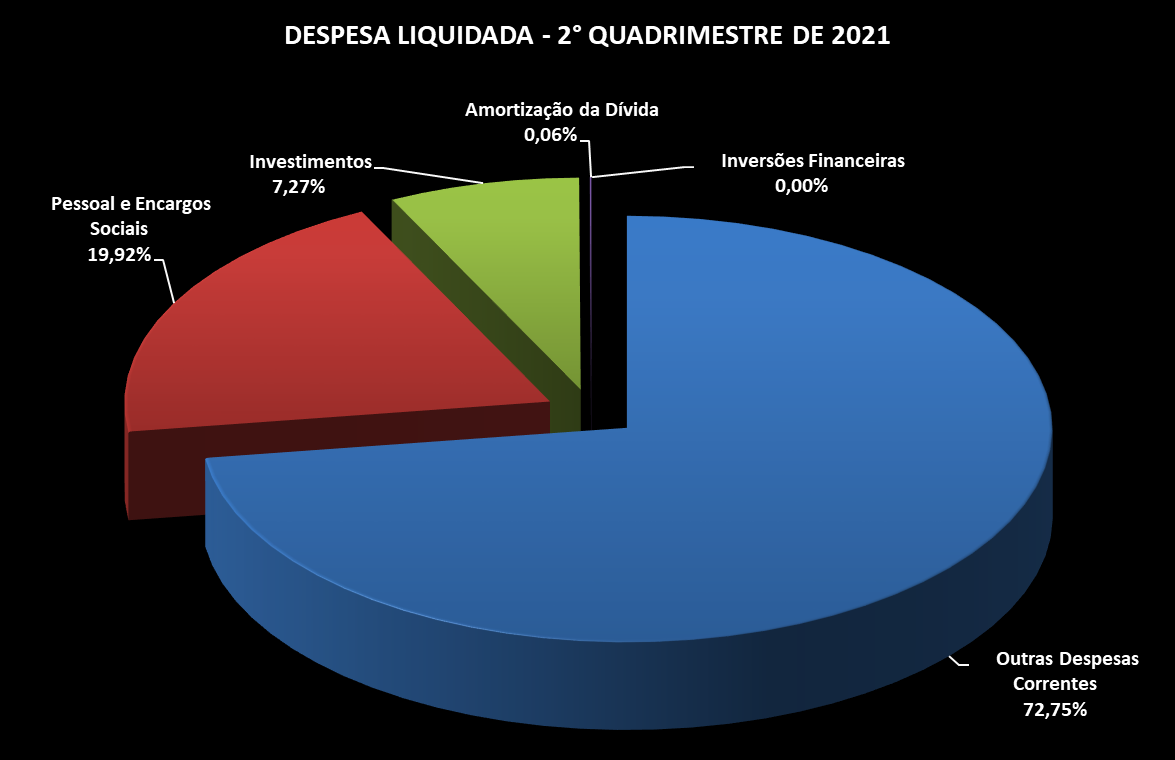 DESPESA LIQUIDADA - 2° QUADRIMESTRE DE 2021
Amortização da Dívida
0,06%
Investimentos
7,27%
Inversões Financeiras
0,00%
Pessoal e Encargos
Sociais
19,92%
Outras Despesas
Correntes
72,75%